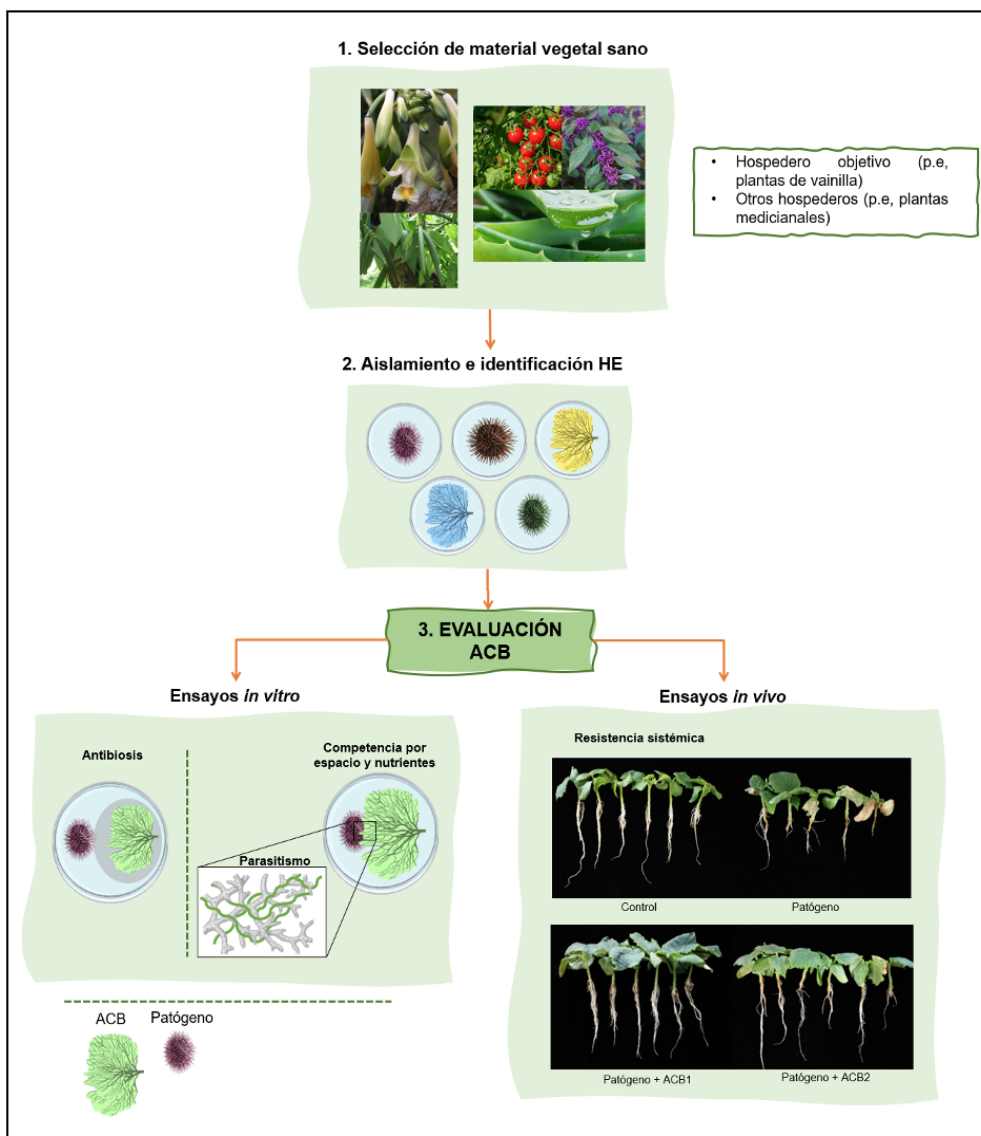 1. Selección de material vegetal sano
• Hospedero objetivo (p.e,
plantas de vainilla)
• Otros hospederos (p.e, plantas
medicianales)
2. Aislamiento e identificación HE
3. EVALUACIÓN
ACB
Ensayos in vitro
Antibiosis
Competencia por
espacio y nutrientes
Parasitismo
ACB
Patógeno
Ensayos in vivo
Resistencia sistémica
Control
Patógeno
Patógeno + ACB1
Patógeno + ACB2